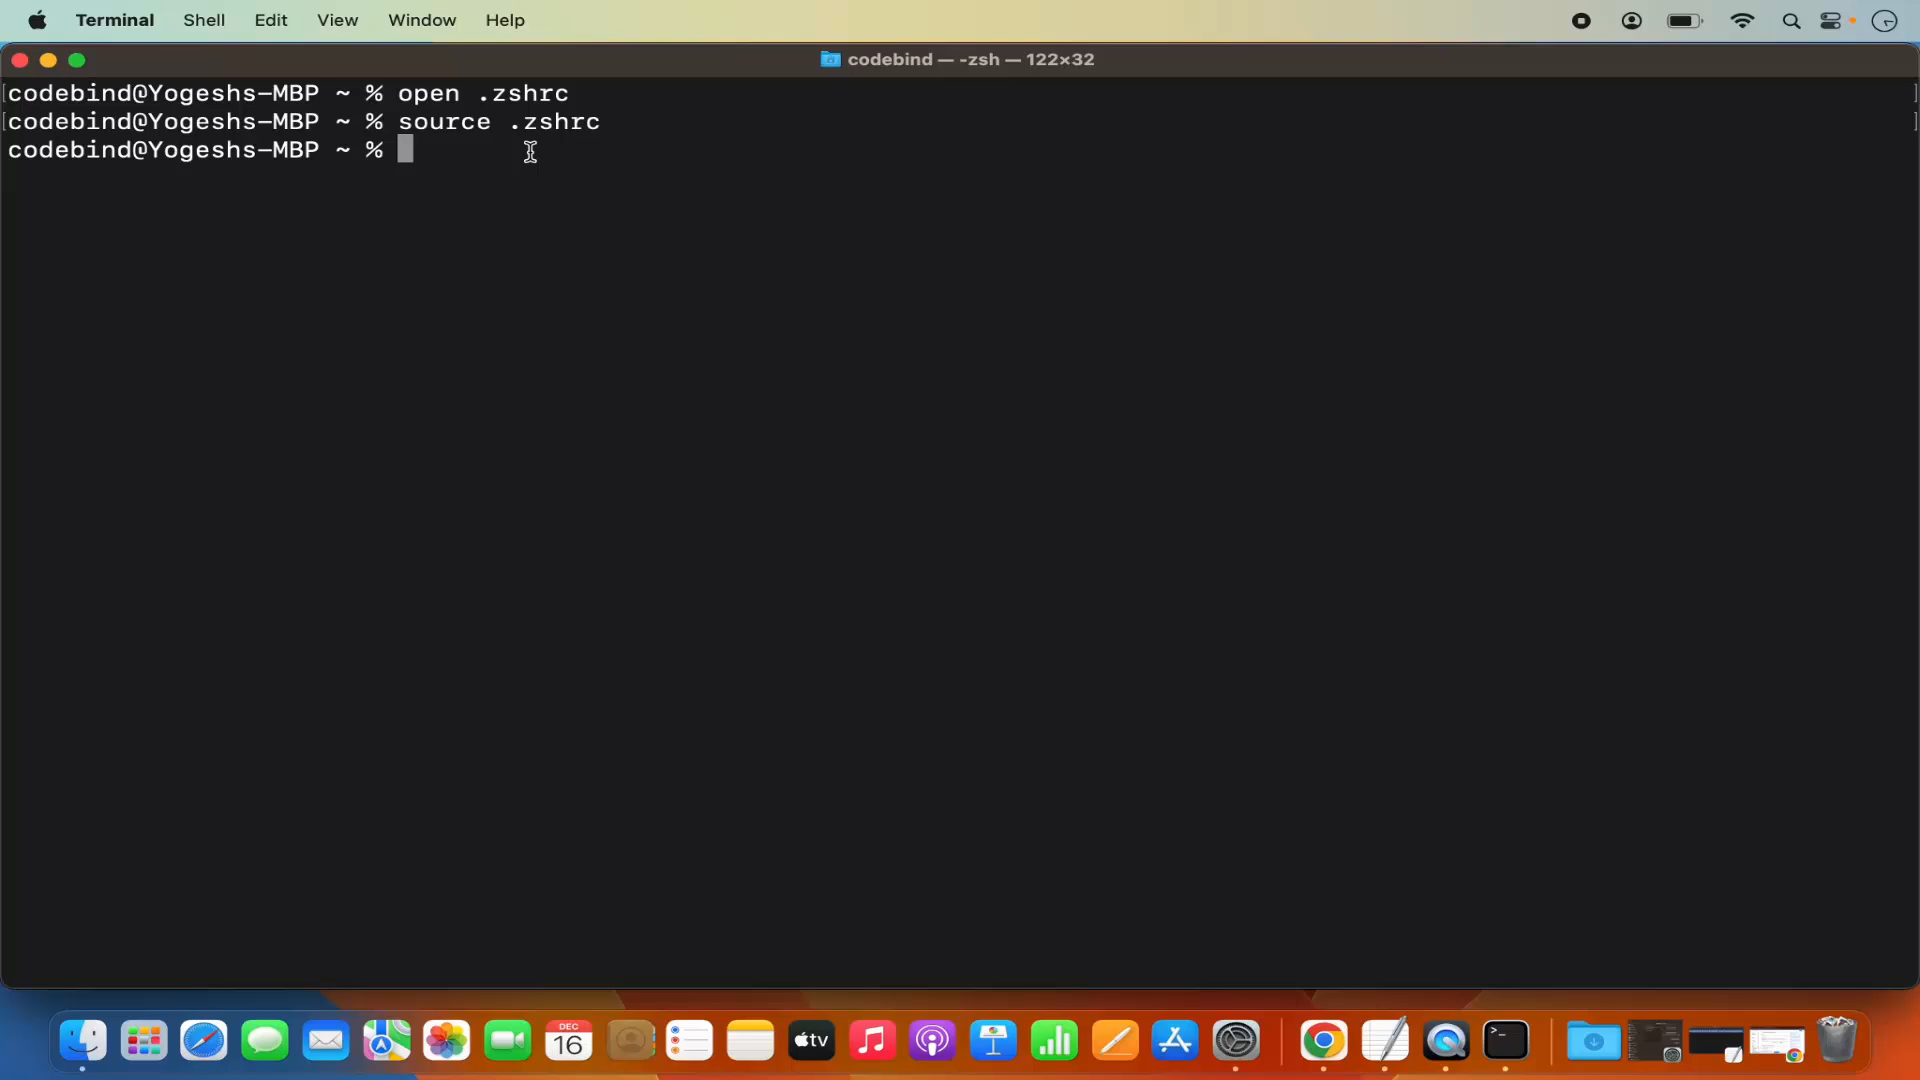 Terminal Shell Edit View Window Help
codebind — -zsh — 122×32
codebind@Yogeshs-MBP ~ % open .zshrc
codebind@Yogeshs-MBP ~ % source .zshrc
codebind@Yogeshs-MBP ~ %
DEC
16
tv
>_